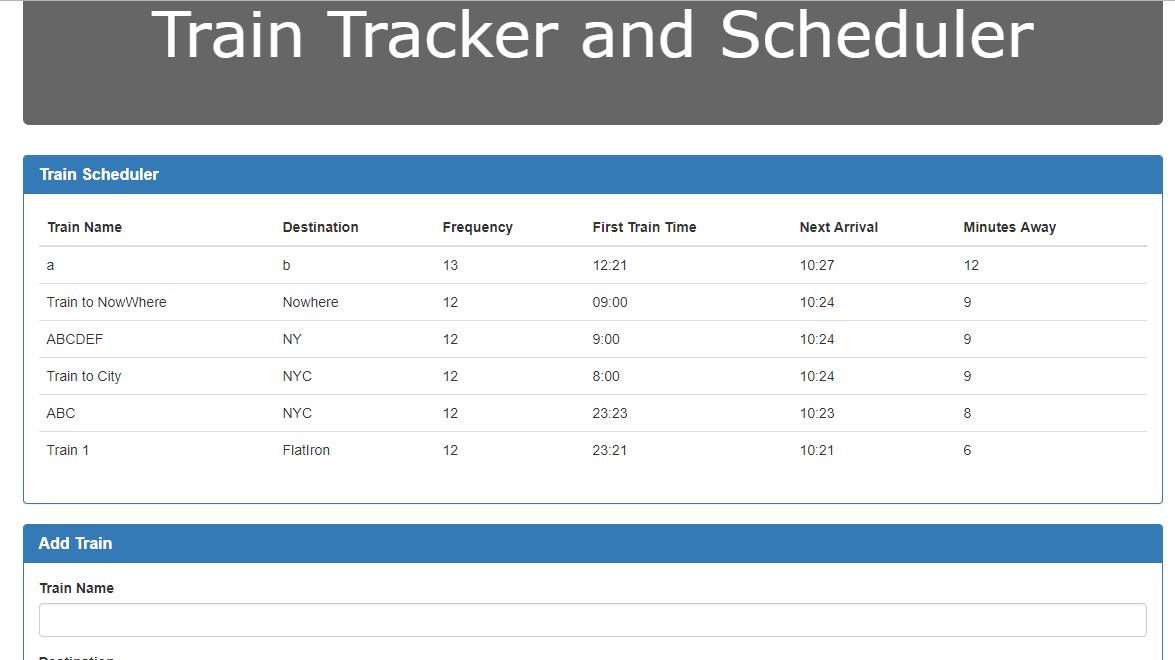 Train Tracker and Scheduler
Train Scheduler
Train Name Destination Frequency First Train Time Next Arrival Minutes Away
a b 13 12:21 10:27 12
Train to NowWhere Nowhere 12 09:00 10:24 9
ABCDEF NY 12 9:00 10:24 9
Train to City NYC 12 8:00 10:24 9
ABC NYC 12 23:23 10:23 8
Train 1 FlatIron 12 23:21 10:21 6
Add Train
Train Name
Destination